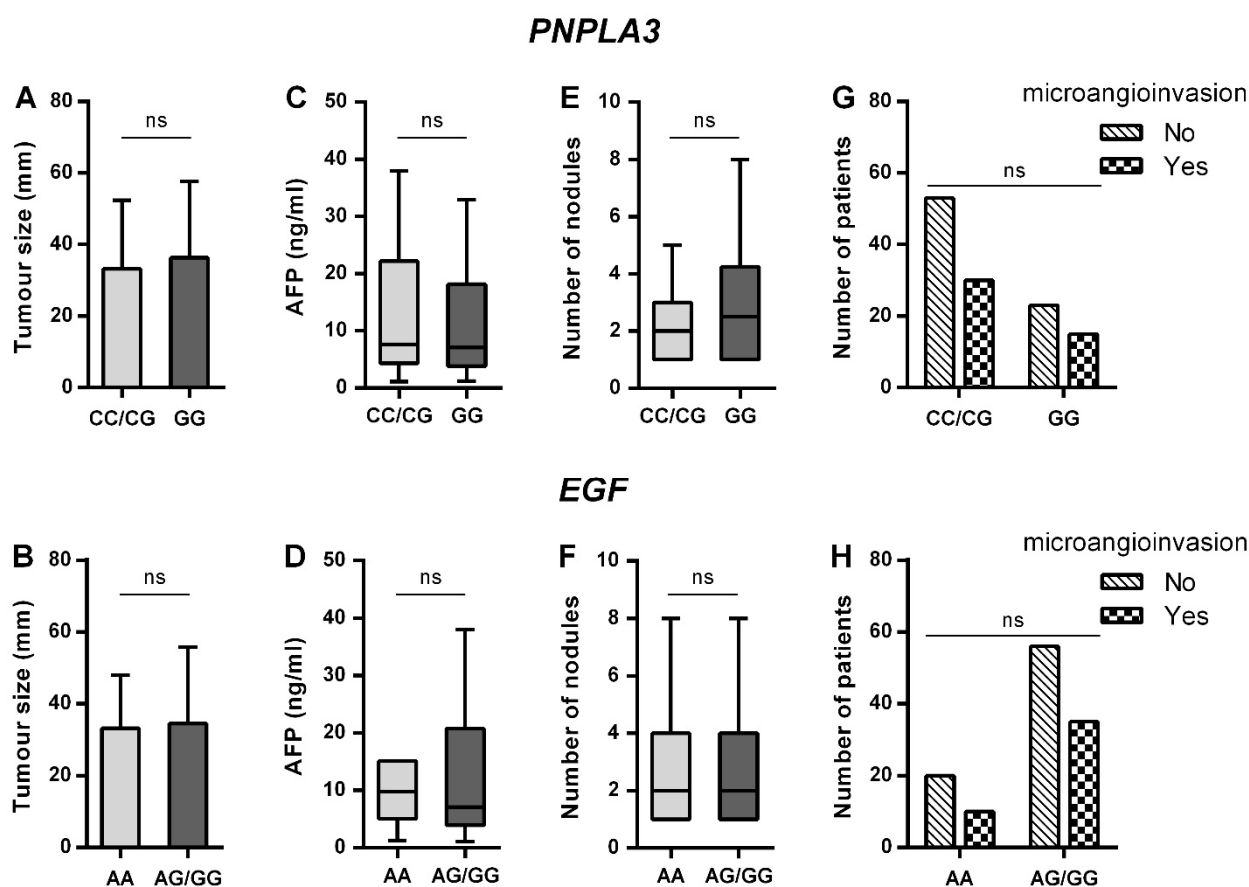 PNPLA3
A
Tumour size (mm)
80
60
40
20
0
ns
CC/CG GG
C
AFP (ng/ml)
50
40
30
20
10
0
ns
CC/CG GG
E
Number of nodules
10
8
6
4
2
0
ns
CC/CG GG
G
Number of patients
80
60
40
20
0
microangioinvasion
No
Yes
ns
CC/CG GG
EGF
B
Tumour size (mm)
80
60
40
20
0
ns
AA AG/GG
D
AFP (ng/ml)
50
40
30
20
10
0
ns
AA AG/GG
F
Number of nodules
10
8
6
4
2
0
ns
AA AG/GG
H
Number of patients
80
60
40
20
0
microangioinvasion
No
Yes
ns
AA AG/GG